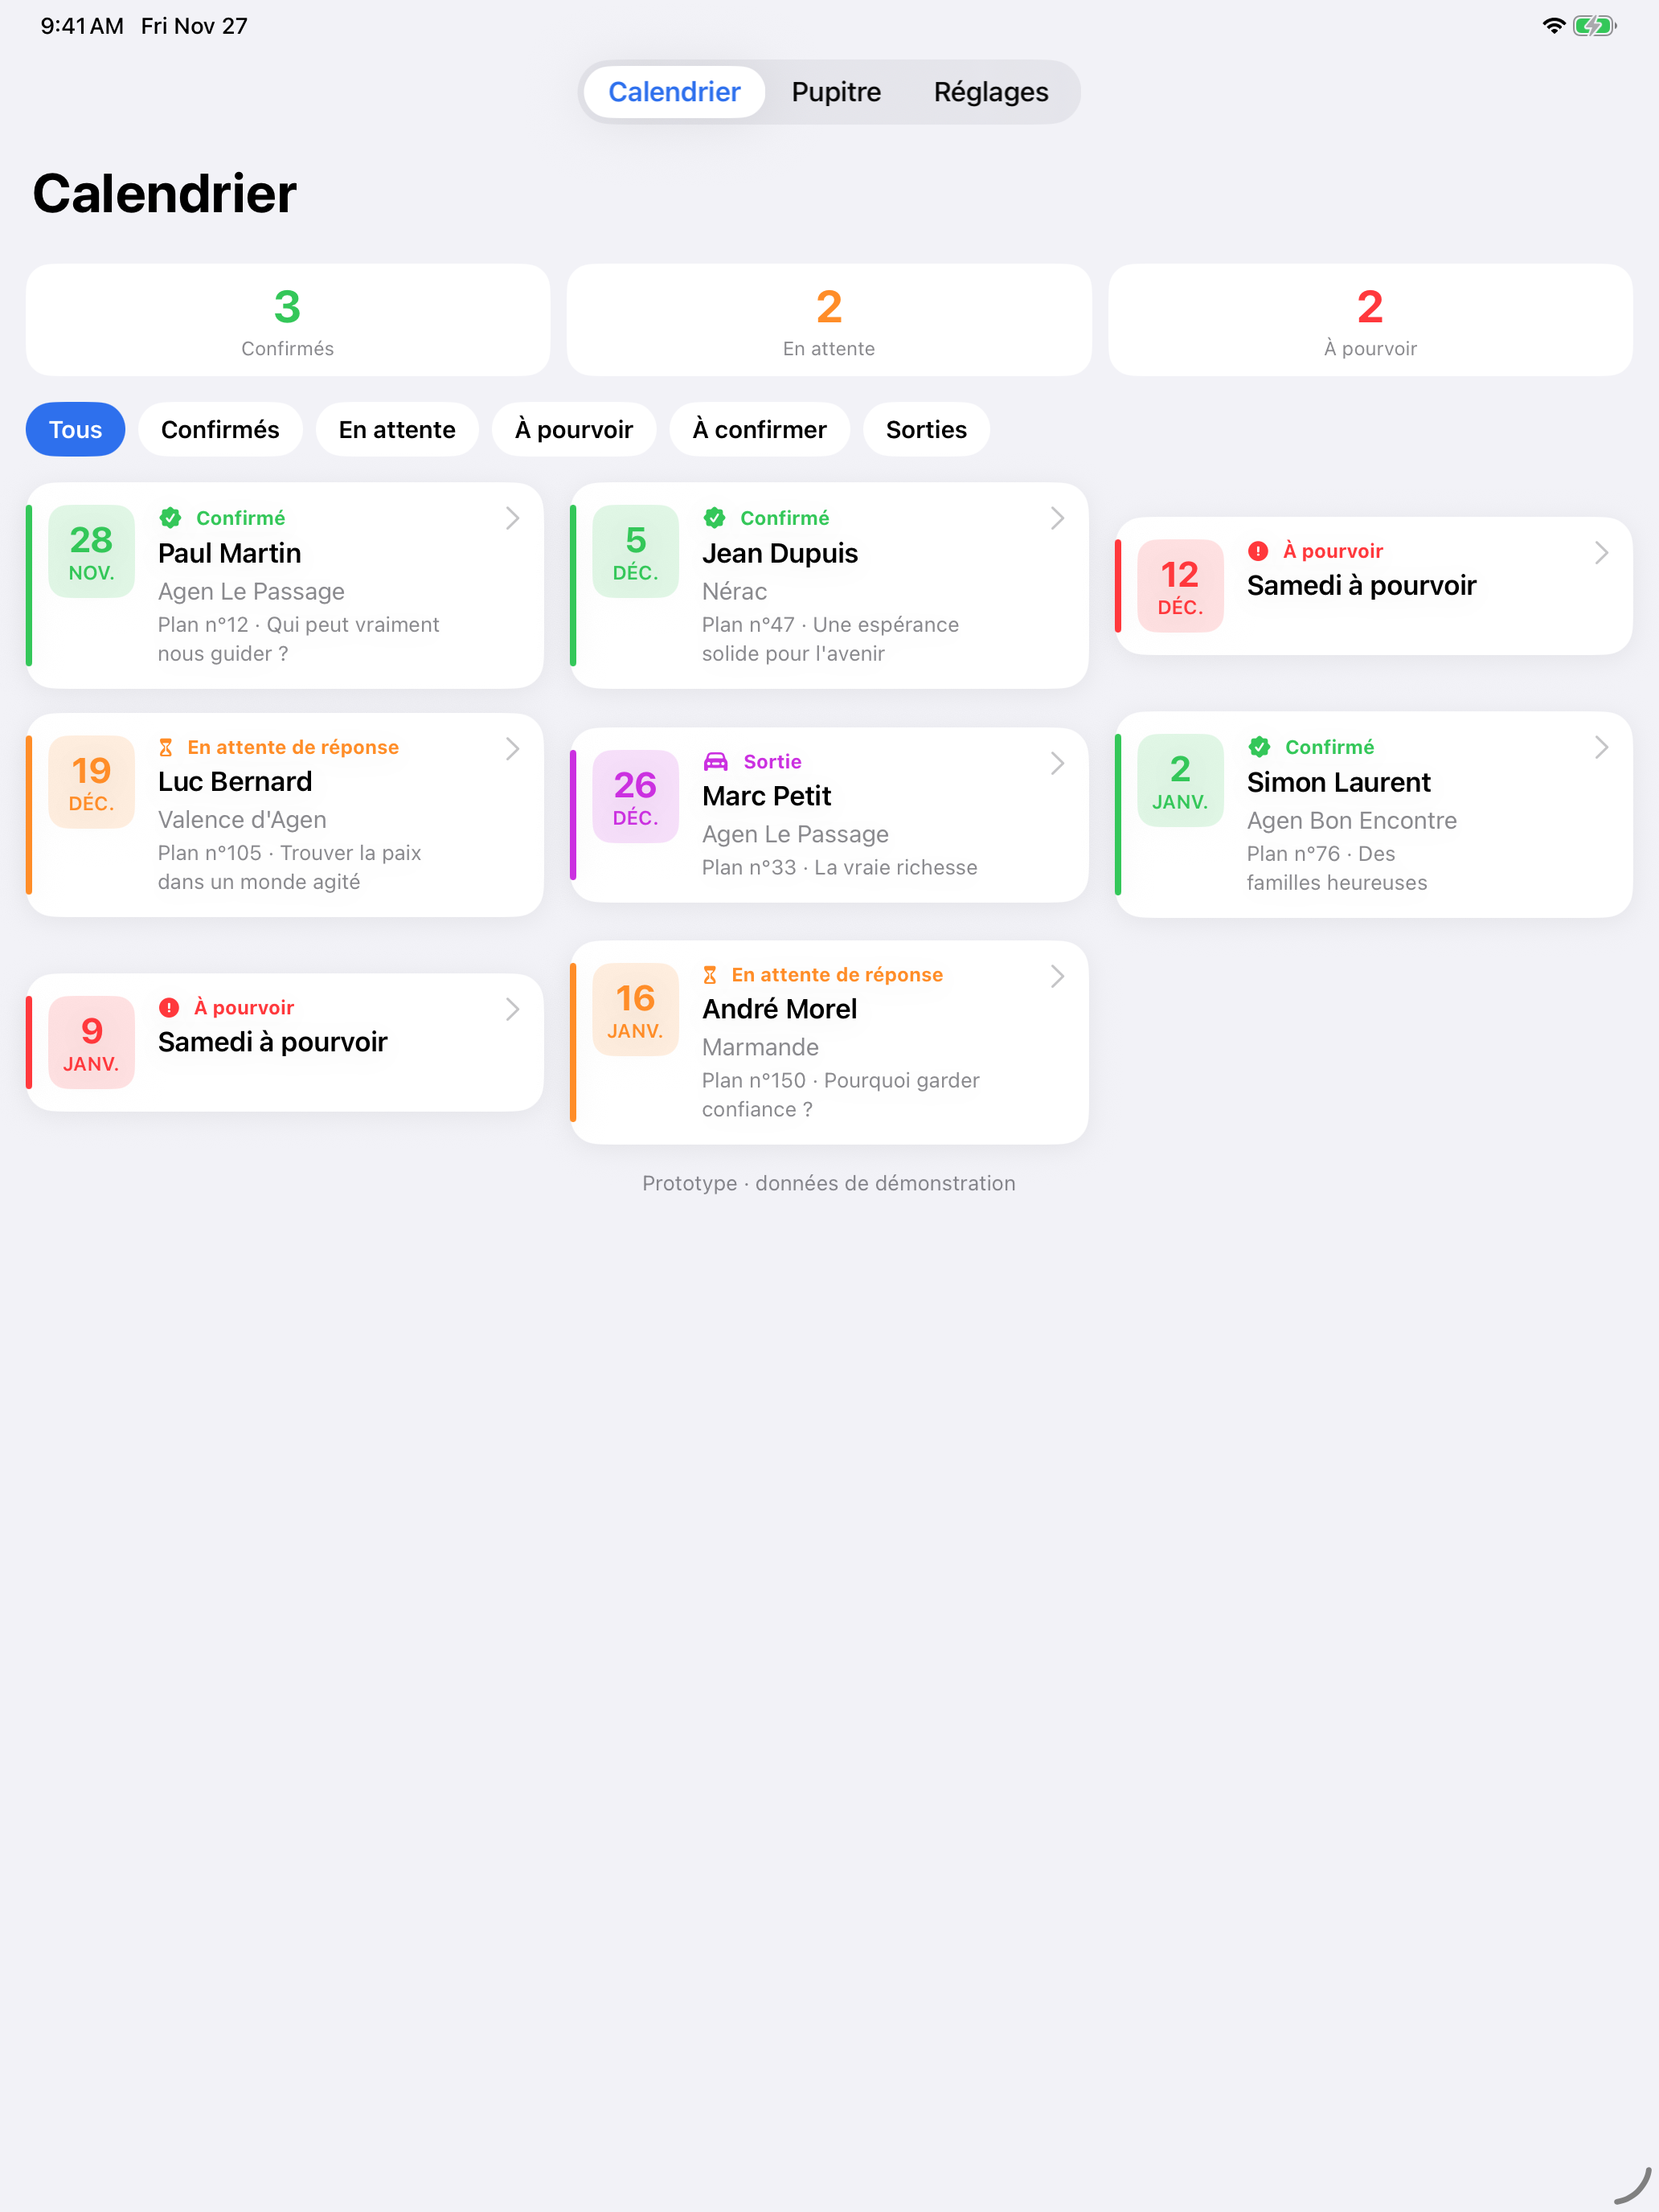 9:41 AM Fri Nov 27
Calendrier Pupitre Réglages
Calendrier
3
Confirmés
2
En attente
2
À pourvoir
Tous Confirmés En attente À pourvoir À confirmer Sorties
28
NOV.
Confirmé
Paul Martin
Agen Le Passage
Plan n°12 · Qui peut vraiment
nous guider ?
5
DÉC.
Confirmé
Jean Dupuis
Nérac
Plan n°47 · Une espérance
solide pour l'avenir
12
DÉC.
À pourvoir
Samedi à pourvoir
19
DÉC.
En attente de réponse
Luc Bernard
Valence d'Agen
Plan n°105 · Trouver la paix
dans un monde agité
26
DÉC.
Sortie
Marc Petit
Agen Le Passage
Plan n°33 · La vraie richesse
2
JANV.
Confirmé
Simon Laurent
Agen Bon Encontre
Plan n°76 · Des
familles heureuses
9
JANV.
À pourvoir
Samedi à pourvoir
16
JANV.
En attente de réponse
André Morel
Marmande
Plan n°150 · Pourquoi garder
confiance ?
Prototype · données de démonstration